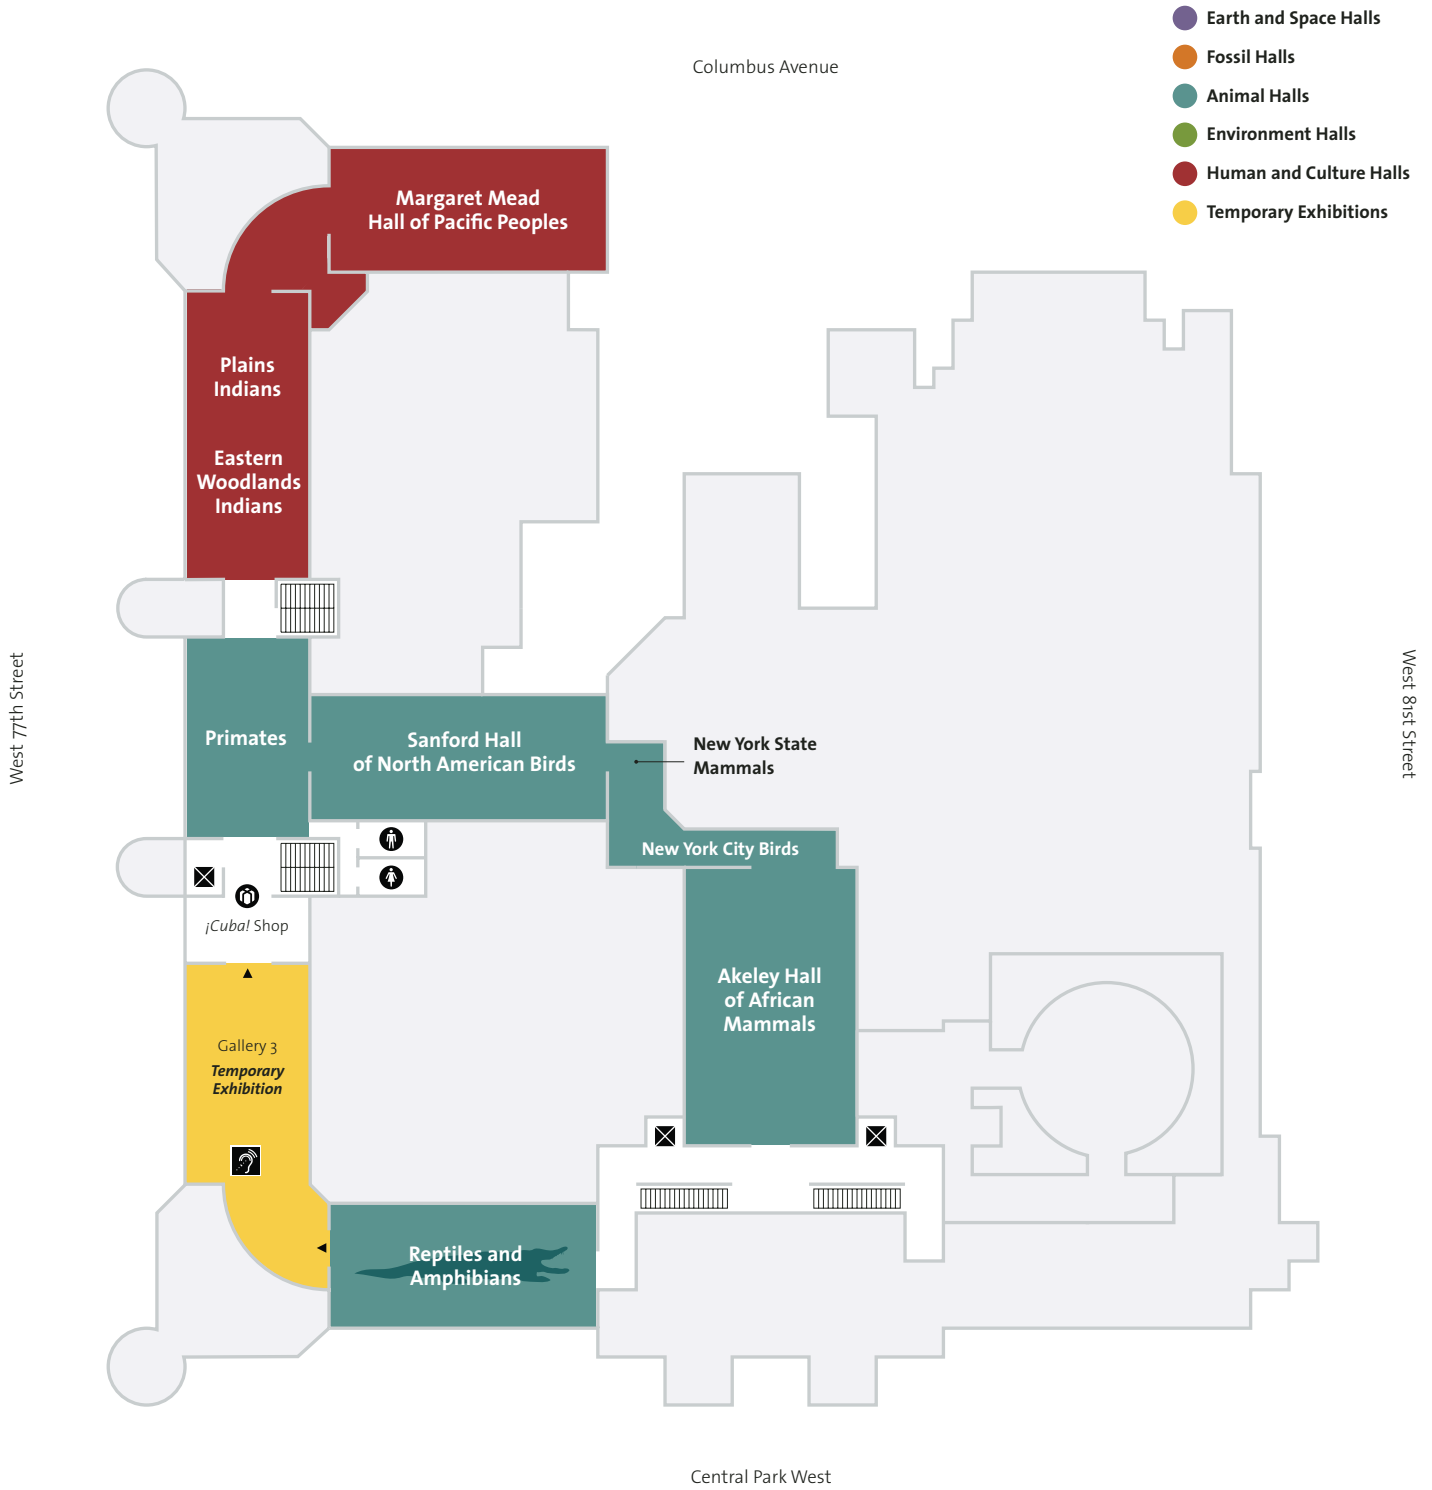 Earth and Space Halls
Fossil Halls
Animal Halls
Environment Halls
Human and Culture Halls
Temporary Exhibitions
Columbus Avenue
Margaret Mead
Hall of Pacific Peoples
Plains
Indians
Eastern
Woodlands
Indians
West 77th Street
West 81st Street
Primates
Sanford Hall
of North American Birds
New York State
Mammals
New York City Birds
¡Cuba! Shop
Akeley Hall
of African
Mammals
Gallery 3
Temporary
Exhibition
Reptiles and
Amphibians
Central Park West